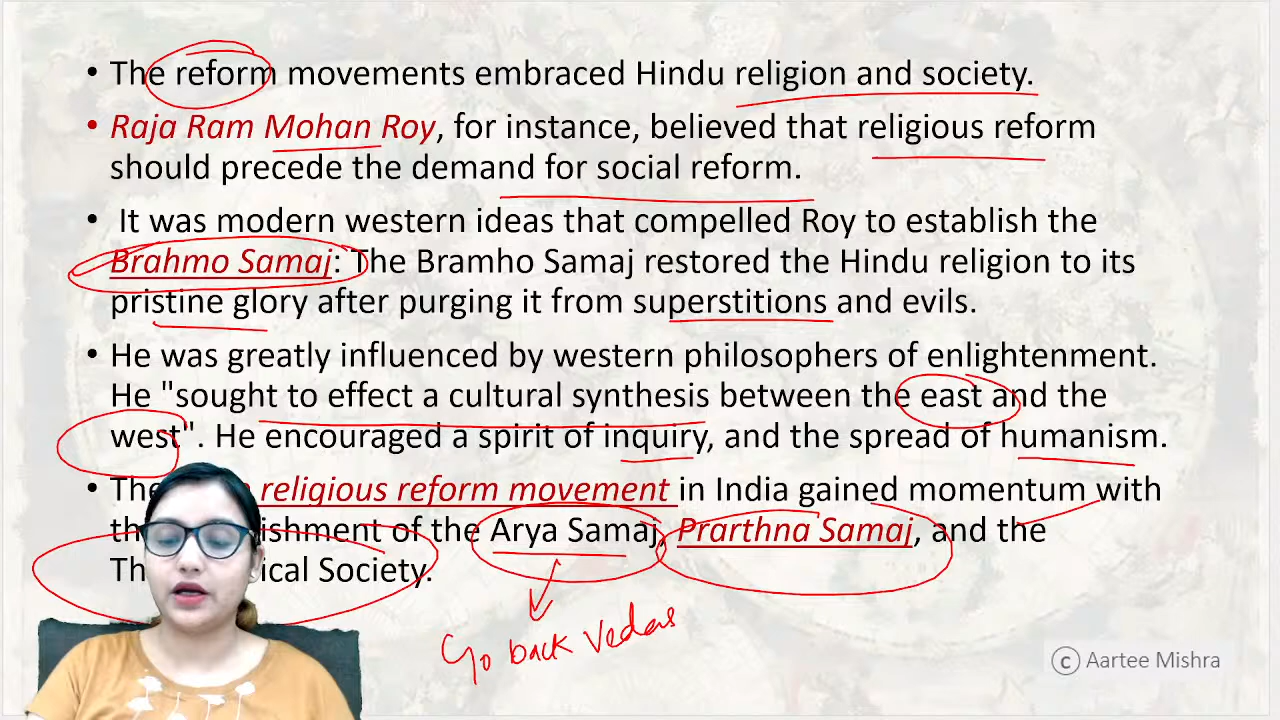 • The reform movements embraced Hindu religion and society.
• Raja Ram Mohan Roy, for instance, believed that religious reform
should precede the demand for social reform.
• It was modern western ideas that compelled Roy to establish the
Brahmo Samaj: The Bramho Samaj restored the Hindu religion to its
pristine glory after purging it from superstitions and evils.
• He was greatly influenced by western philosophers of enlightenment.
He "sought to effect a cultural synthesis between the east and the
west". He encouraged a spirit of inquiry, and the spread of humanism.
• The religious reform movement in India gained momentum with
of the Arya Samaj, Prarthna Samaj, and the
Society.
Go back Vedas
c Aartee Mishra